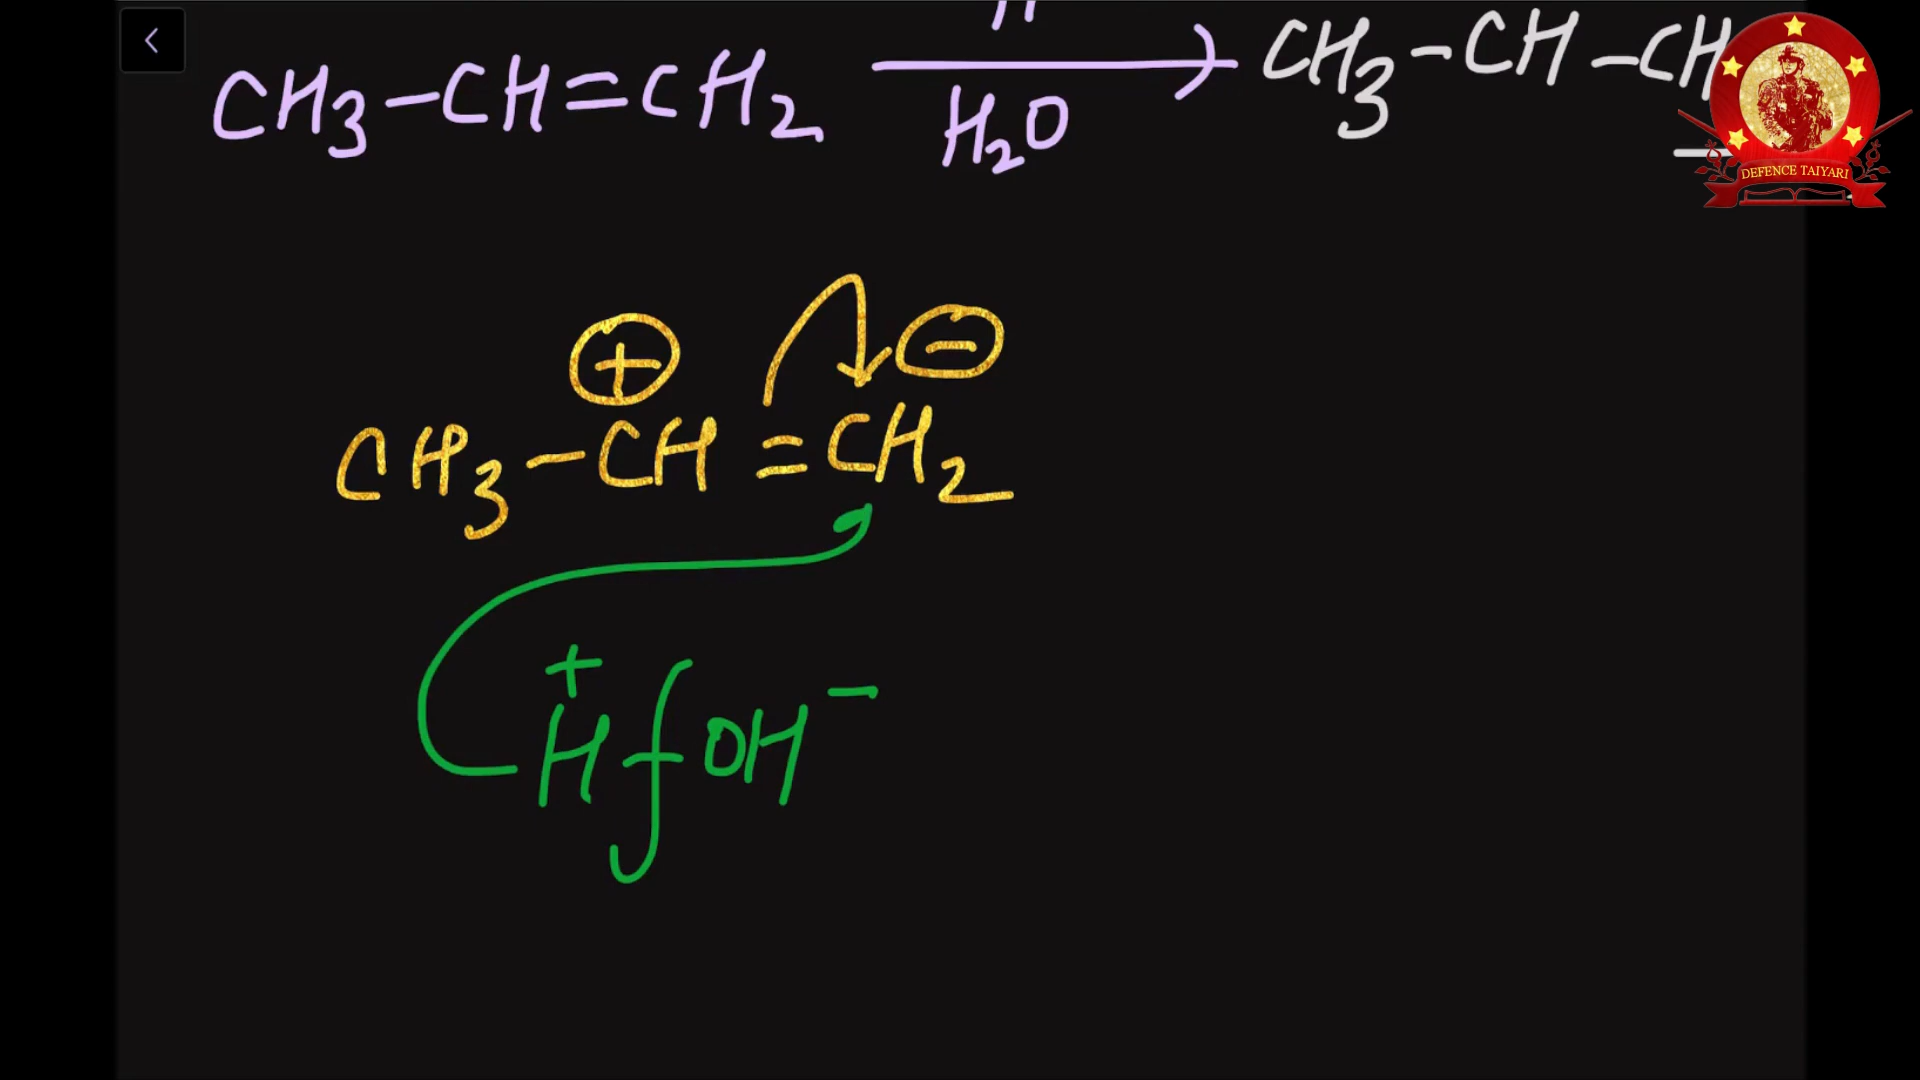 CH3-CH=CH2 → CH3-CH-CH
H2O
DEFENCE TAIYARI
+ -
CH3-CH=CH2
+ -
H OH